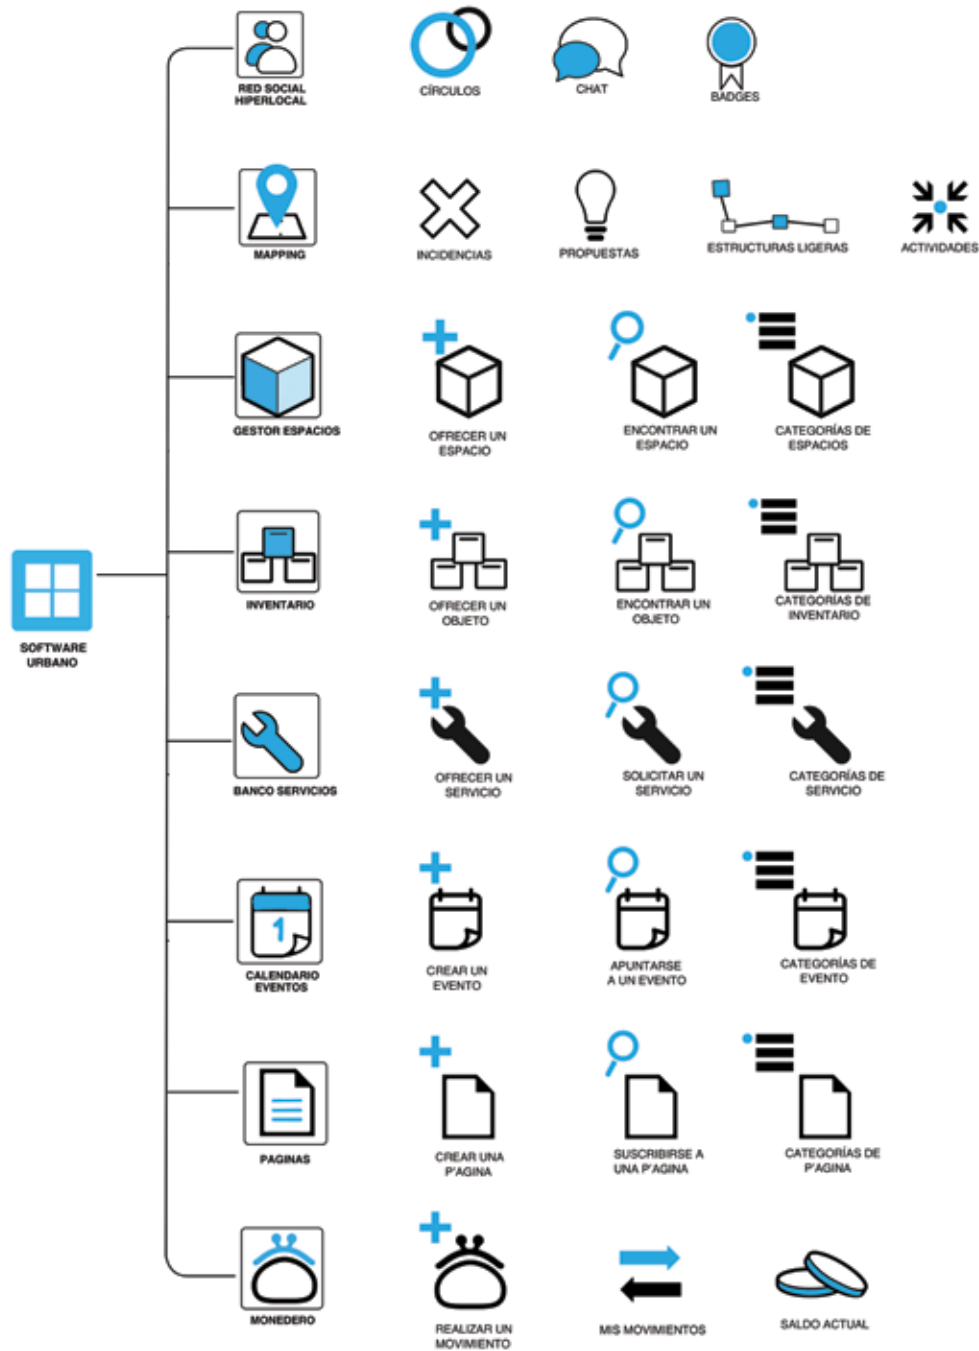 RED SOCIAL
HIPERLOCAL
CÍRCULOS
CHAT
BADGES
MAPPING
INCIDENCIAS
PROPUESTAS
ESTRUCTURAS LIGERAS
ACTIVIDADES
GESTOR ESPACIOS
OFRECER UN
ESPACIO
ENCONTRAR UN
ESPACIO
CATEGORÍAS DE
ESPACIOS
INVENTARIO
OFRECER UN
OBJETO
ENCONTRAR UN
OBJETO
CATEGORÍAS DE
INVENTARIO
SOFTWARE
URBANO
BANCO SERVICIOS
OFRECER UN
SERVICIO
SOLICITAR UN
SERVICIO
CATEGORÍAS DE
SERVICIO
1
CALENDARIO
EVENTOS
CREAR UN
EVENTO
APUNTARSE
A UN EVENTO
CATEGORÍAS DE
EVENTO
PAGINAS
CREAR UNA
P'AGINA
SUSCRIBIRSE A
UNA P'AGINA
CATEGORÍAS DE
P'AGINA
MONEDERO
REALIZAR UN
MOVIMIENTO
MIS MOVIMIENTOS
SALDO ACTUAL